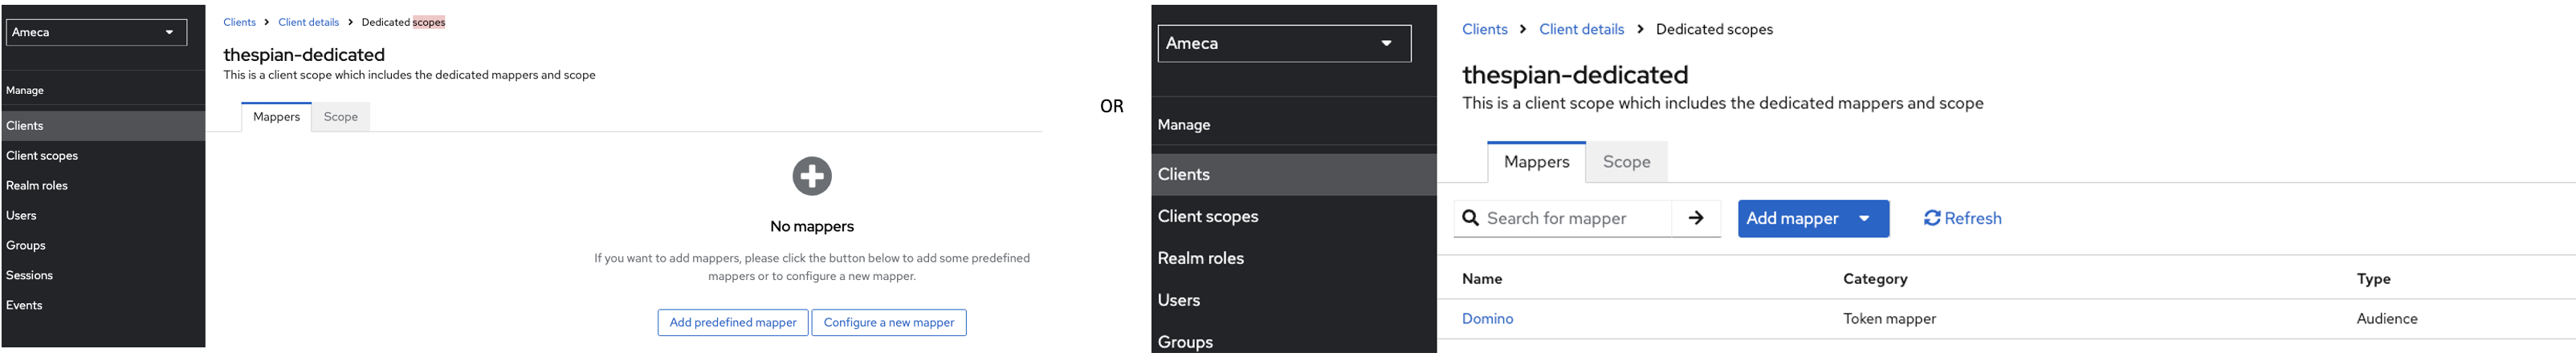 Ameca
Manage
Clients
Client scopes
Realm roles
Users
Groups
Sessions
Events
Clients > Client details > Dedicated scopes
thespian-dedicated
This is a client scope which includes the dedicated mappers and scope
Mappers Scope
No mappers
If you want to add mappers, please click the button below to add some predefined
mappers or to configure a new mapper.
Add predefined mapper Configure a new mapper
OR
Ameca
Manage
Clients
Client scopes
Realm roles
Users
Groups
Clients > Client details > Dedicated scopes
thespian-dedicated
This is a client scope which includes the dedicated mappers and scope
Mappers Scope
Search for mapper Add mapper Refresh
Name Category Type
Domino Token mapper Audience